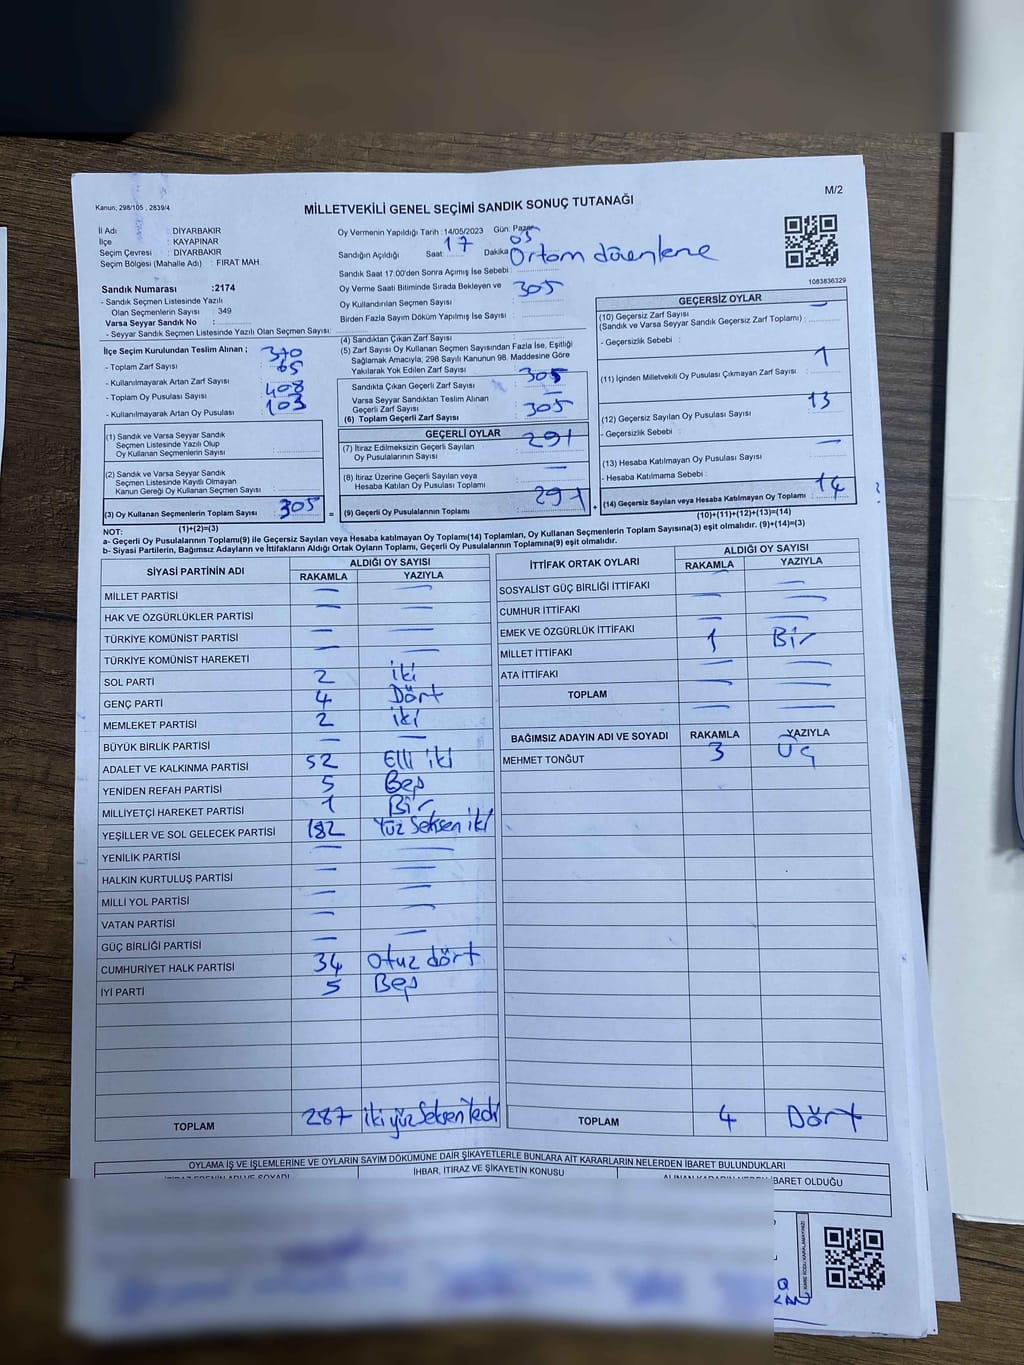 M/2
Kanun, 298/105 , 2839/4
MİLLETVEKİLİ GENEL SEÇİMİ SANDIK SONUÇ TUTANAĞI
İl Adı : DİYARBAKIR
İlçe : KAYAPINAR
Seçim Çevresi : DİYARBAKIR
Seçim Bölgesi (Mahalle Adı) : FIRAT MAH.
Sandık Numarası :2174
- Sandık Seçmen Listesinde Yazılı
Olan Seçmenlerin Sayısı : 349
Varsa Seyyar Sandık No :
- Seyyar Sandık Seçmen Listesinde Yazılı Olan Seçmen Sayısı:
Oy Vermenin Yapıldığı Tarih :14/05/2023 Gün: Pazar
Sandığın Açıldığı Saat: 17 Dakika: 05 Ortam düzenleme
Sandık Saat 17.00'den Sonra Açımış İse Sebebi :
Oy Verme Saati Bitiminde Sırada Bekleyen ve
Oy Kullandırılan Seçmen Sayısı : 305
Birden Fazla Sayım Döküm Yapılmış İse Sayısı :
1083836329
İlçe Seçim Kurulundan Teslim Alınan ;
- Toplam Zarf Sayısı : 370
- Kullanılmayarak Artan Zarf Sayısı : 65
- Toplam Oy Pusulası Sayısı : 408
- Kullanılmayarak Artan Oy Pusulası : 103
(1) Sandık ve Varsa Seyyar Sandık
Seçmen Listesinde Yazılı Olup
Oy Kullanan Seçmenlerin Sayısı :
(2) Sandık ve Varsa Seyyar Sandık
Seçmen Listesinde Kayıtlı Olmayan
Kanun Gereği Oy Kullanan Seçmen Sayısı :
(3) Oy Kullanan Seçmenlerin Toplam Sayısı : 305
(1)+(2)=(3)
(4) Sandıktan Çıkan Zarf Sayısı :
(5) Zarf Sayısı Oy Kullanan Seçmen Sayısından Fazla İse, Eşitliği
Sağlamak Amacıyla; 298 Sayılı Kanunun 98. Maddesine Göre
Yakılarak Yok Edilen Zarf Sayısı :
Sandıkta Çıkan Geçerli Zarf Sayısı : 305
Varsa Seyyar Sandıktan Teslim Alınan
Geçerli Zarf Sayısı : —
(6) Toplam Geçerli Zarf Sayısı : 305
GEÇERLİ OYLAR
(7) İtiraz Edilmeksizin Geçerli Sayılan
Oy Pusulalarının Sayısı : 291
(8) İtiraz Üzerine Geçerli Sayılan veya
Hesaba Katılan Oy Pusulası Toplamı : —
= (9) Geçerli Oy Pusulalarının Toplamı : 291 +
GEÇERSİZ OYLAR
(10) Geçersiz Zarf Sayısı
(Sandık ve Varsa Seyyar Sandık Geçersiz Zarf Toplamı) : —
- Geçersizlik Sebebi :
(11) İçinden Milletvekili Oy Pusulası Çıkmayan Zarf Sayısı : 1
(12) Geçersiz Sayılan Oy Pusulası Sayısı : 13
- Geçersizlik Sebebi :
(13) Hesaba Katılmayan Oy Pusulası Sayısı : —
- Hesaba Katılmama Sebebi :
(14) Geçersiz Sayılan veya Hesaba Katılmayan Oy Toplamı : 14
(10)+(11)+(12)+(13)=(14)
NOT:
a- Geçerli Oy Pusulalarının Toplamı(9) ile Geçersiz Sayılan veya Hesaba katılmayan Oy Toplamı(14) Toplamları, Oy Kullanan Seçmenlerin Toplam Sayısına(3) eşit olmalıdır. (9)+(14)=(3)
b- Siyasi Partilerin, Bağımsız Adayların ve İttifakların Aldığı Ortak Oyların Toplamı, Geçerli Oy Pusulalarının Toplamına(9) eşit olmalıdır.
SİYASİ PARTİNİN ADI ALDIĞI OY SAYISI
RAKAMLA YAZIYLA
MİLLET PARTİSİ — —
HAK VE ÖZGÜRLÜKLER PARTİSİ — —
TÜRKİYE KOMÜNİST PARTİSİ — —
TÜRKİYE KOMÜNİST HAREKETİ — —
SOL PARTİ 2 iki
GENÇ PARTİ 4 Dört
MEMLEKET PARTİSİ 2 iki
BÜYÜK BİRLİK PARTİSİ — —
ADALET VE KALKINMA PARTİSİ 52 Elli iki
YENİDEN REFAH PARTİSİ 5 Beş
MİLLİYETÇİ HAREKET PARTİSİ 1 Bir
YEŞİLLER VE SOL GELECEK PARTİSİ 182 Yüz Seksen iki
YENİLİK PARTİSİ — —
HALKIN KURTULUŞ PARTİSİ — —
MİLLİ YOL PARTİSİ — —
VATAN PARTİSİ — —
GÜÇ BİRLİĞİ PARTİSİ —
CUMHURİYET HALK PARTİSİ 34 Otuz dört
İYİ PARTİ 5 Beş
TOPLAM 287 iki yüz Seksen Yedi
İTTİFAK ORTAK OYLARI ALDIĞI OY SAYISI
RAKAMLA YAZIYLA
SOSYALİST GÜÇ BİRLİĞİ İTTİFAKI — —
CUMHUR İTTİFAKI — —
EMEK VE ÖZGÜRLÜK İTTİFAKI — —
MİLLET İTTİFAKI 1 Bir
ATA İTTİFAKI — —
TOPLAM — —
BAĞIMSIZ ADAYIN ADI VE SOYADI RAKAMLA YAZIYLA
MEHMET TONĞUT 3 Üç
TOPLAM 4 Dört
OYLAMA İŞ VE İŞLEMLERİNE VE OYLARIN SAYIM DÖKÜMÜNE DAİR ŞİKAYETLERLE BUNLARA AİT KARARLARIN NELERDEN İBARET BULUNDUKLARI
İHBAR, İTİRAZ VE ŞİKAYETİN KONUSU
İBARET OLDUĞU